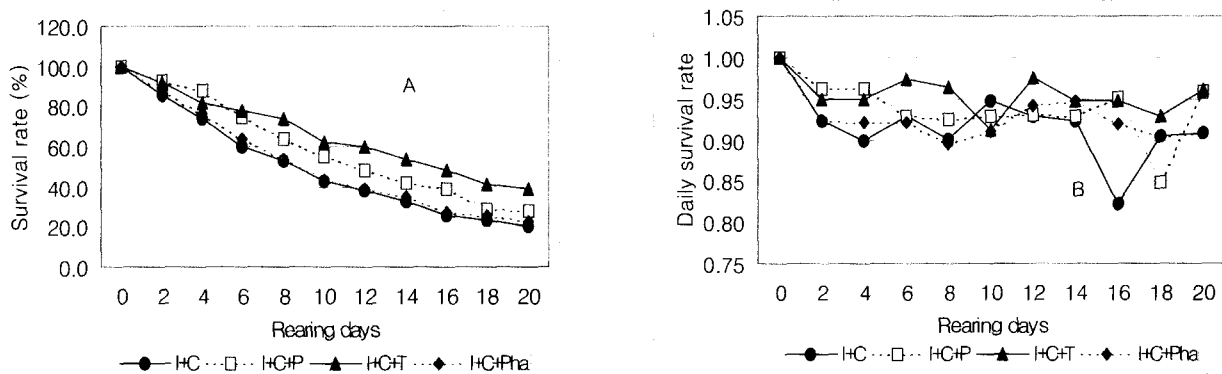 120.0
100.0
80.0
60.0
40.0
20.0
0.0
Survival rate (%)
A
0 2 4 6 8 10 12 14 16 18 20
Rearing days
I+C I+C+P I+C+T I+C+Pha
1.05
1.00
0.95
0.90
0.85
0.80
0.75
Daily survival rate
B
0 2 4 6 8 10 12 14 16 18 20
Rearing days
I+C I+C+P I+C+T I+C+Pha